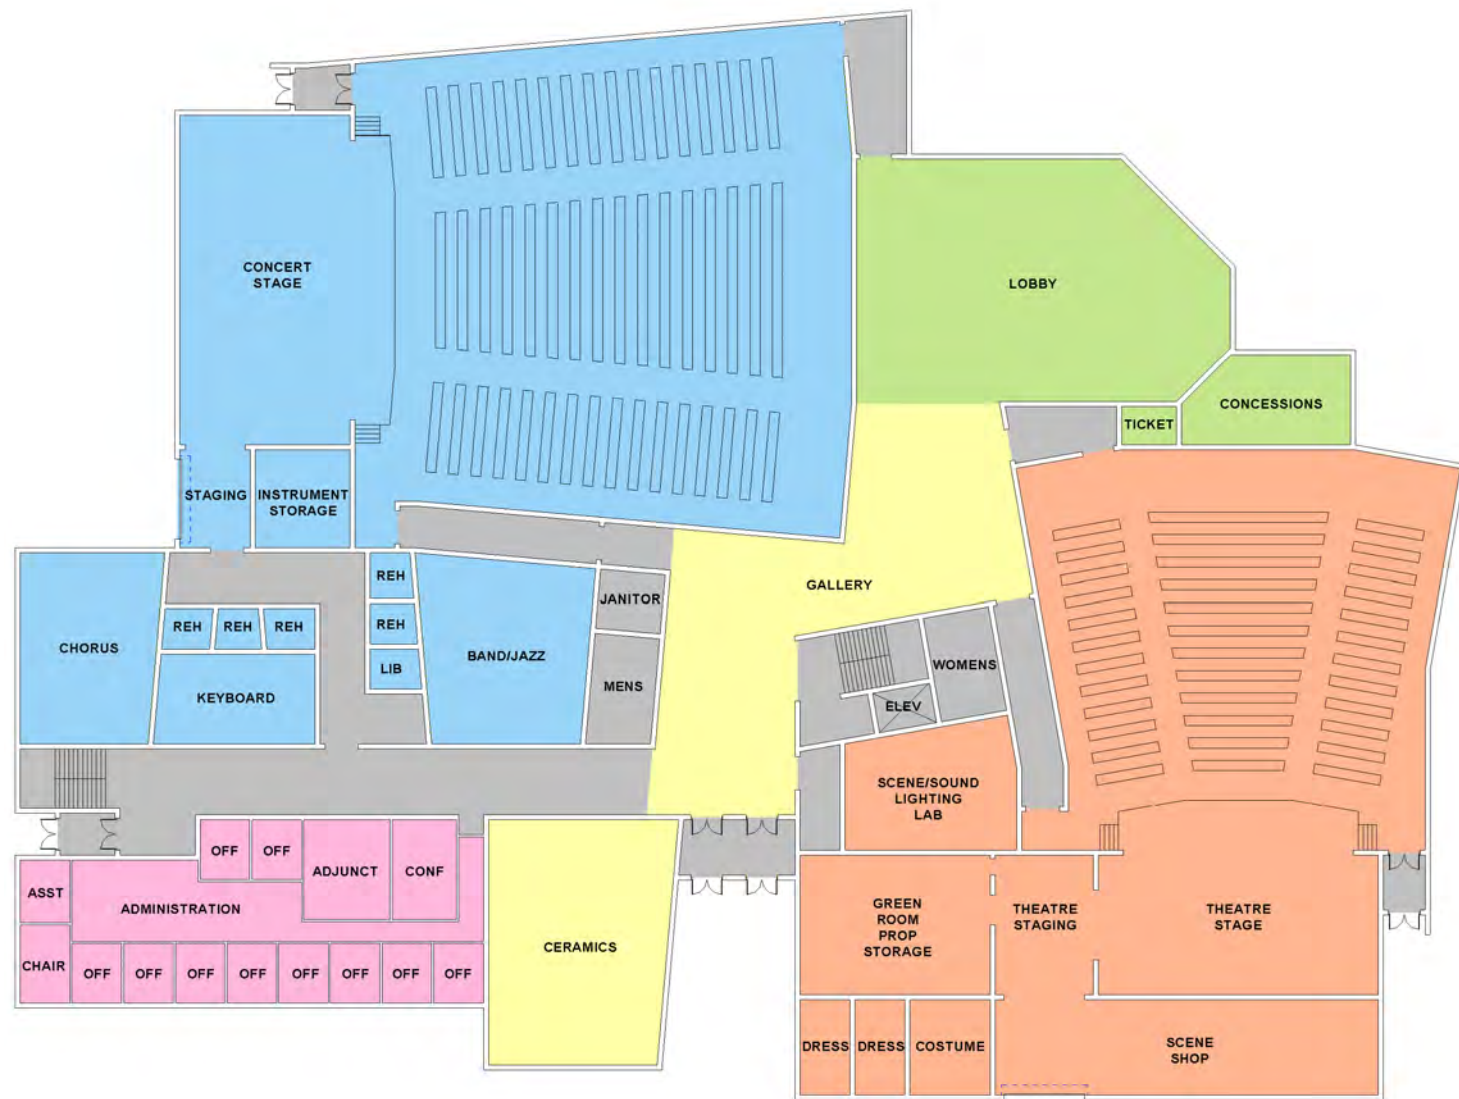 CONCERT
STAGE
LOBBY
CONCESSIONS
TICKET
STAGING
INSTRUMENT
STORAGE
REH
GALLERY
JANITOR
REH
REH
REH
REH
CHORUS
BAND/JAZZ
LIB
WOMENS
MENS
KEYBOARD
ELEV
SCENE/SOUND
LIGHTING
LAB
OFF
OFF
ADJUNCT
CONF
ASST
ADMINISTRATION
GREEN
ROOM
PROP
STORAGE
THEATRE
STAGING
THEATRE
STAGE
CERAMICS
CHAIR
OFF
OFF
OFF
OFF
OFF
OFF
OFF
OFF
DRESS
DRESS
COSTUME
SCENE
SHOP